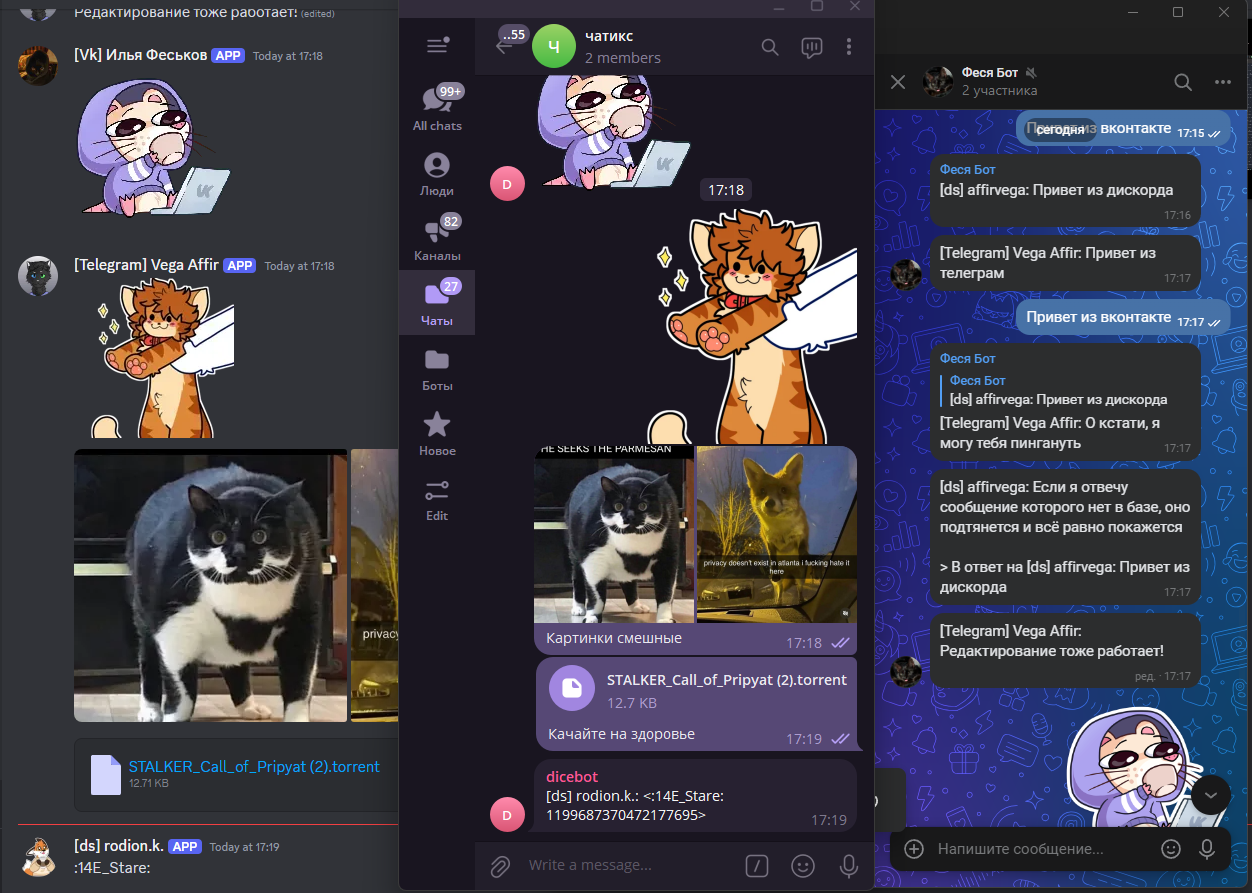 Редактирование тоже работает! (edited)
[Vk] Илья Феськов APP Today at 17:18
VK
[Telegram] Vega Affir APP Today at 17:18
privacy
STALKER_Call_of_Pripyat (2).torrent
12.71 KB
[ds] rodion.k. APP Today at 17:19
:14E_Stare:
..55
Ч
чатикс
2 members
99+
All chats
Люди
82
Каналы
27
Чаты
Боты
Новое
Edit
VK
D
17:18
HE SEEKS THE PARMESAN
privacy doesn't exist in atlanta i fucking hate it
here
Картинки смешные
17:18
STALKER_Call_of_Pripyat (2).torrent
12.7 KB
Качайте на здоровье
17:19
dicebot
[ds] rodion.k.: <:14E_Stare:
1199687370472177695>
17:19
D
Write a message...
Феся Бот
2 участника
Привет из вконтакте 17:15
сегодня
Феся Бот
[ds] affirvega: Привет из дискорда
17:16
[Telegram] Vega Affir: Привет из
телеграм
17:17
Привет из вконтакте 17:17
Феся Бот
Феся Бот
[ds] affirvega: Привет из дискорда
[Telegram] Vega Affir: О кстати, я
могу тебя пингануть
17:17
[ds] affirvega: Если я отвечу
сообщение которого нет в базе, оно
подтянется и всё равно покажется
> В ответ на [ds] affirvega: Привет из
дискорда
17:17
[Telegram] Vega Affir:
Редактирование тоже работает!
ред. · 17:17
Напишите сообщение...